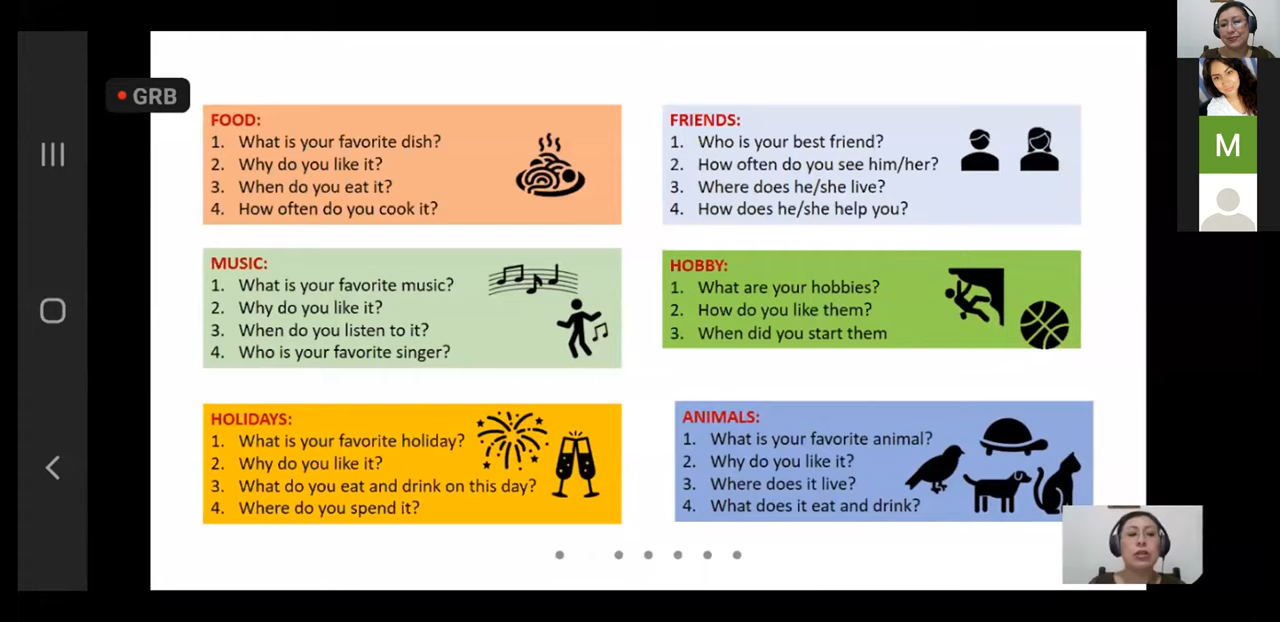 GRB
FOOD:
1. What is your favorite dish?
2. Why do you like it?
3. When do you eat it?
4. How often do you cook it?
FRIENDS:
1. Who is your best friend?
2. How often do you see him/her?
3. Where does he/she live?
4. How does he/she help you?
MUSIC:
1. What is your favorite music?
2. Why do you like it?
3. When do you listen to it?
4. Who is your favorite singer?
HOBBY:
1. What are your hobbies?
2. How do you like them?
3. When did you start them
HOLIDAYS:
1. What is your favorite holiday?
2. Why do you like it?
3. What do you eat and drink on this day?
4. Where do you spend it?
ANIMALS:
1. What is your favorite animal?
2. Why do you like it?
3. Where does it live?
4. What does it eat and drink?
M